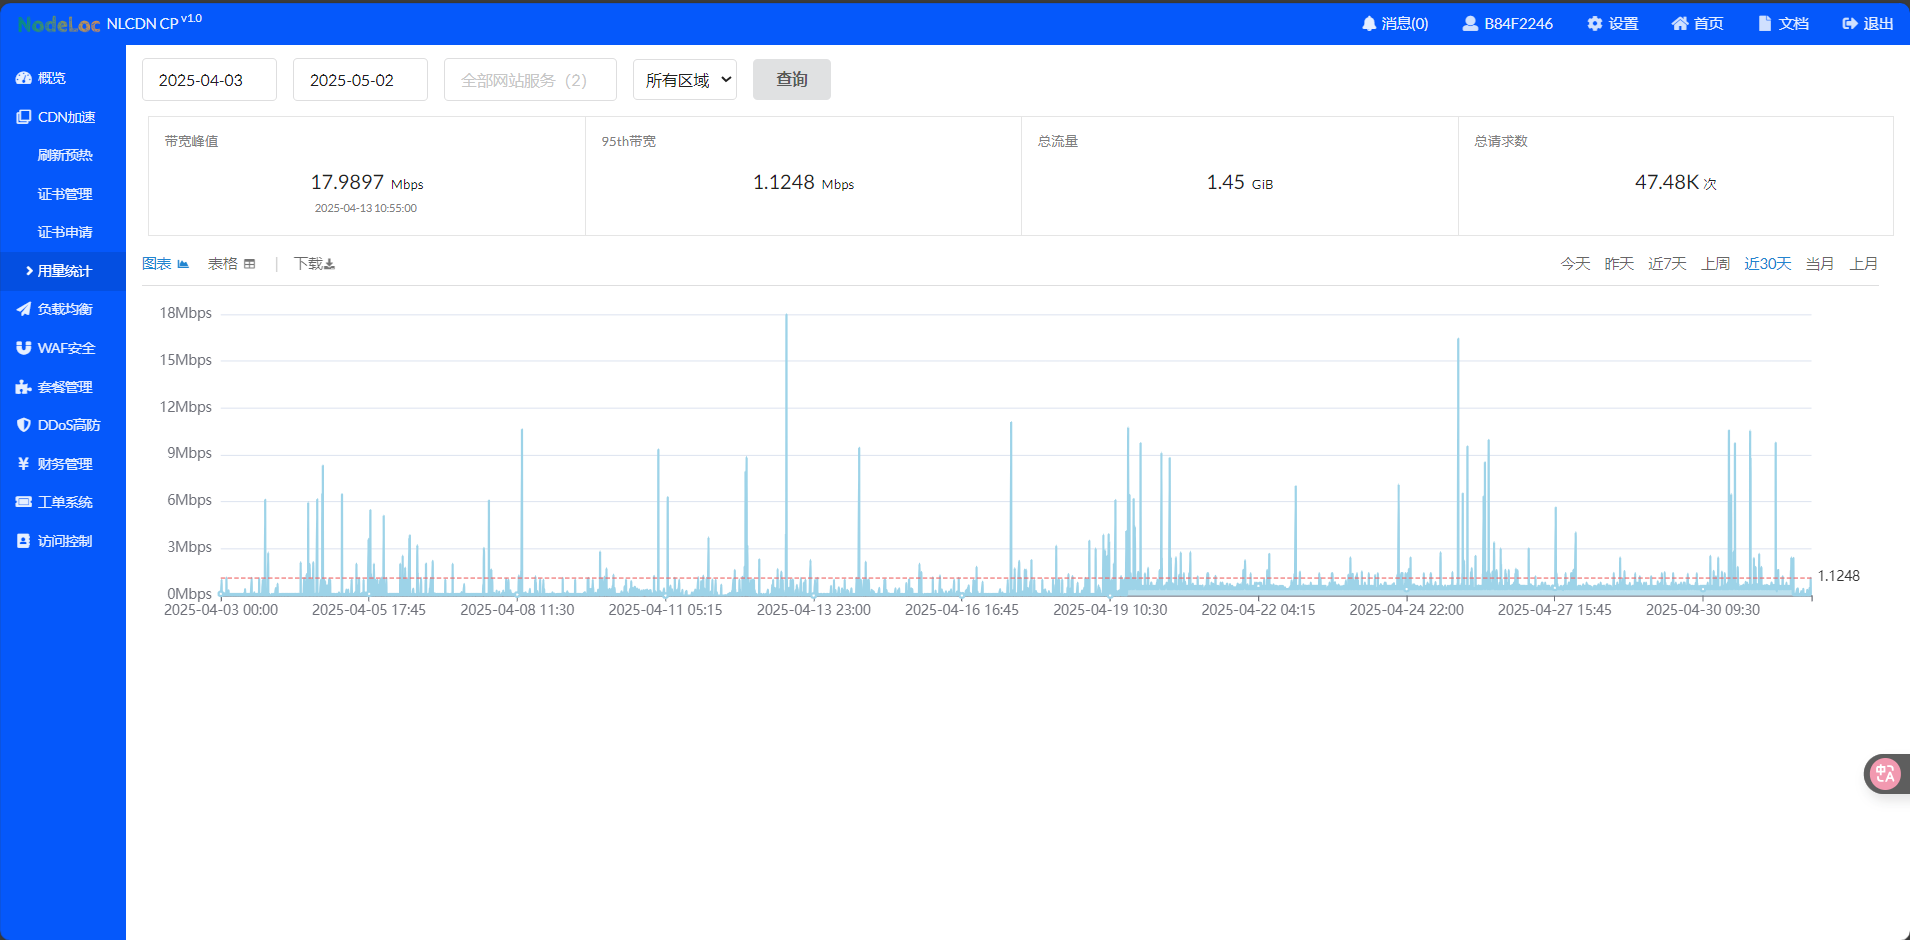 NodeLoc NLCDN CP v1.0
消息(0) B84F2246 设置 首页 文档 退出
概览
CDN加速
刷新预热
证书管理
证书申请
用量统计
负载均衡
WAF安全
套餐管理
DDoS高防
财务管理
工单系统
访问控制
2025-04-03 2025-05-02 全部网站服务（2） 所有区域 查询
带宽峰值
17.9897 Mbps
2025-04-13 10:55:00
95th带宽
1.1248 Mbps
总流量
1.45 GiB
总请求数
47.48K 次
图表 表格 | 下载
今天 昨天 近7天 上周 近30天 当月 上月
18Mbps
15Mbps
12Mbps
9Mbps
6Mbps
3Mbps
0Mbps
1.1248
2025-04-03 00:00 2025-04-05 17:45 2025-04-08 11:30 2025-04-11 05:15 2025-04-13 23:00 2025-04-16 16:45 2025-04-19 10:30 2025-04-22 04:15 2025-04-24 22:00 2025-04-27 15:45 2025-04-30 09:30
中A